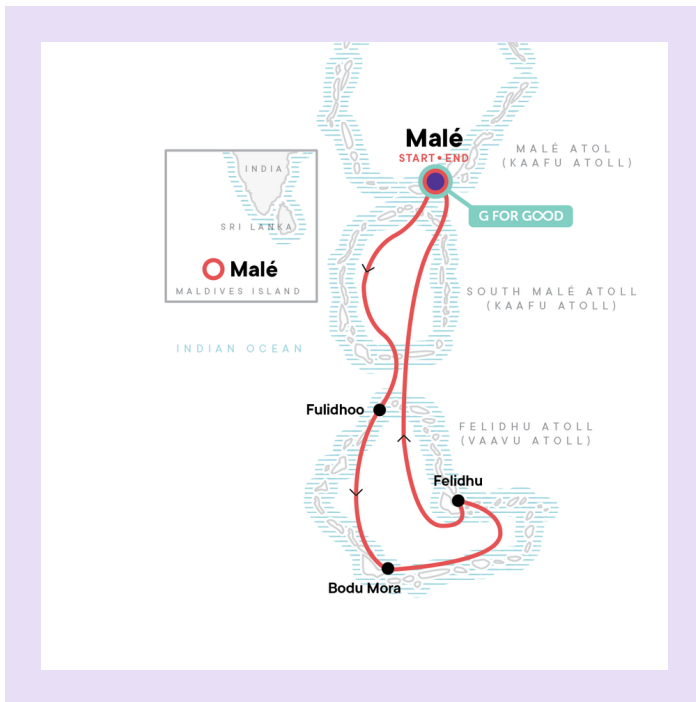 Malé
START • END
MALÉ ATOL
(KAAFU ATOLL)
G FOR GOOD
INDIA
SRI LANKA
Malé
MALDIVES ISLAND
SOUTH MALÉ ATOLL
(KAAFU ATOLL)
INDIAN OCEAN
Fulidhoo
FELIDHU ATOLL
(VAAVU ATOLL)
Felidhu
Bodu Mora